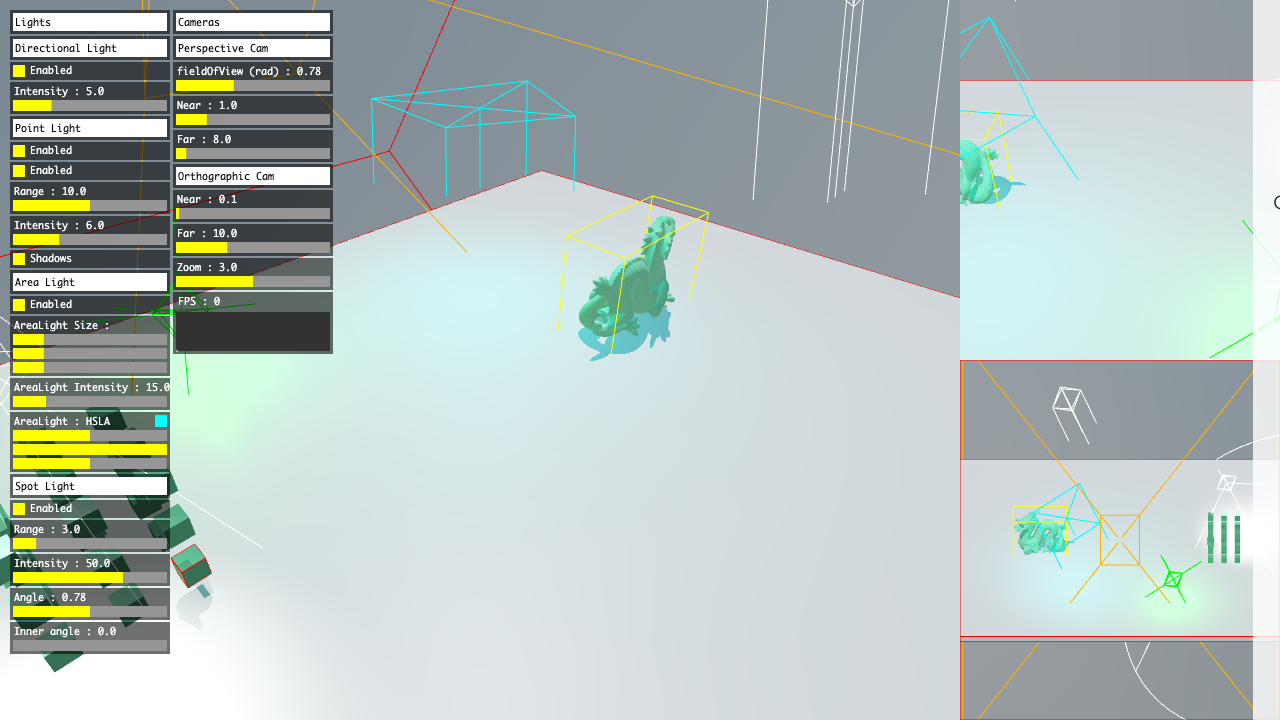 Lights
Directional Light
Enabled
Intensity : 5.0
Point Light
Enabled
Enabled
Range : 10.0
Intensity : 6.0
Shadows
Area Light
Enabled
AreaLight Size :
AreaLight Intensity : 15.0
AreaLight : HSLA
Spot Light
Enabled
Range : 3.0
Intensity : 50.0
Angle : 0.78
Inner angle : 0.0
Cameras
Perspective Cam
fieldOfView (rad) : 0.78
Near : 1.0
Far : 8.0
Orthographic Cam
Near : 0.1
Far : 10.0
Zoom : 3.0
FPS : 0